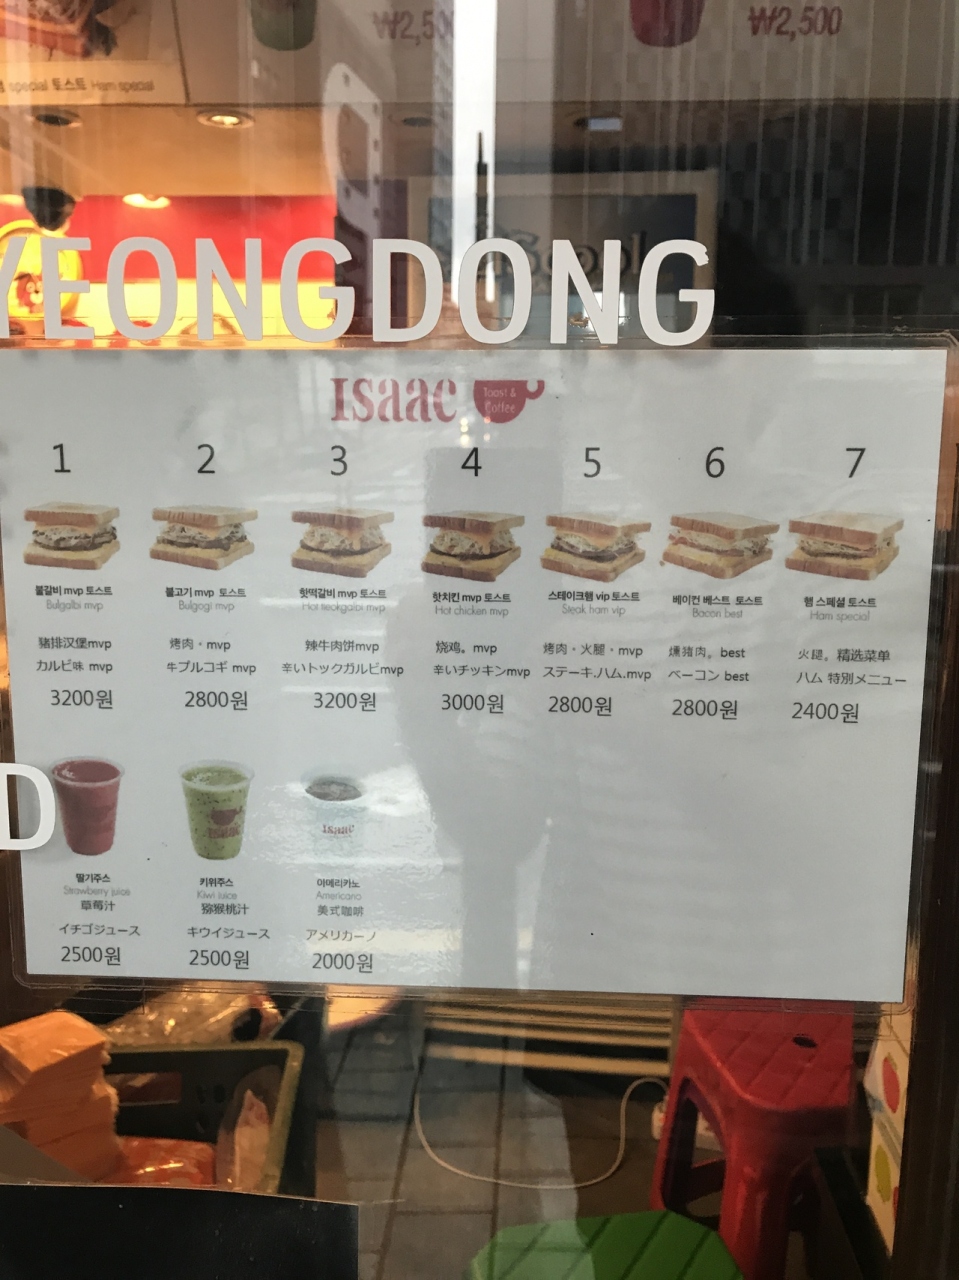 ₩2,500
₩2,500
special 토스트 Ham special
YEONGDONG
ISaac Toast & Coffee
1 2 3 4 5 6 7
불갈비 mvp 토스트
Bulgalbi mvp
猪排汉堡mvp
カルビ味 mvp
3200원
불고기 mvp 토스트
Bulgogi mvp
烤肉・mvp
牛プルコギ mvp
2800원
핫떡갈비 mvp 토스트
Hot teokgalbi mvp
辣牛肉饼mvp
辛いトックガルビmvp
3200원
핫치킨 mvp 토스트
Hot chicken mvp
烧鸡。mvp
辛いチッキンmvp
3000원
스테이크햄 vip 토스트
Steak ham vip
烤肉・火腿・mvp
ステーキ.ハム.mvp
2800원
베이컨 베스트 토스트
Bacon best
燻猪肉。best
ベーコン best
2800원
햄 스페셜 토스트
Ham special
火腿。精选菜单
ハム 特別メニュー
2400원
D
딸기주스
Strawberry juice
草莓汁
イチゴジュース
2500원
키위주스
Kiwi juice
猕猴桃汁
キウイジュース
2500원
ISaac
아메리카노
Americano
美式咖啡
アメリカーノ
2000원